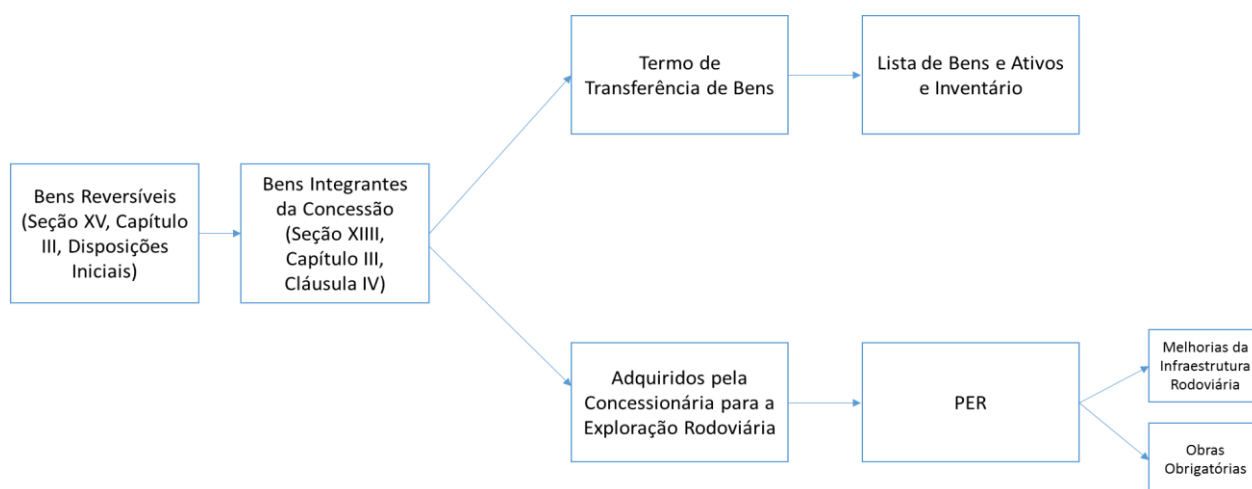 Bens Reversíveis
(Seção XV, Capítulo
III, Disposições
Iniciais)
Bens Integrantes
da Concessão
(Seção XIIII,
Capítulo III,
Cláusula IV)
Termo de
Transferência de Bens
Lista de Bens e Ativos
e Inventário
Adquiridos pela
Concessionária para a
Exploração Rodoviária
PER
Melhorias da
Infraestrutura
Rodoviária
Obras
Obrigatórias